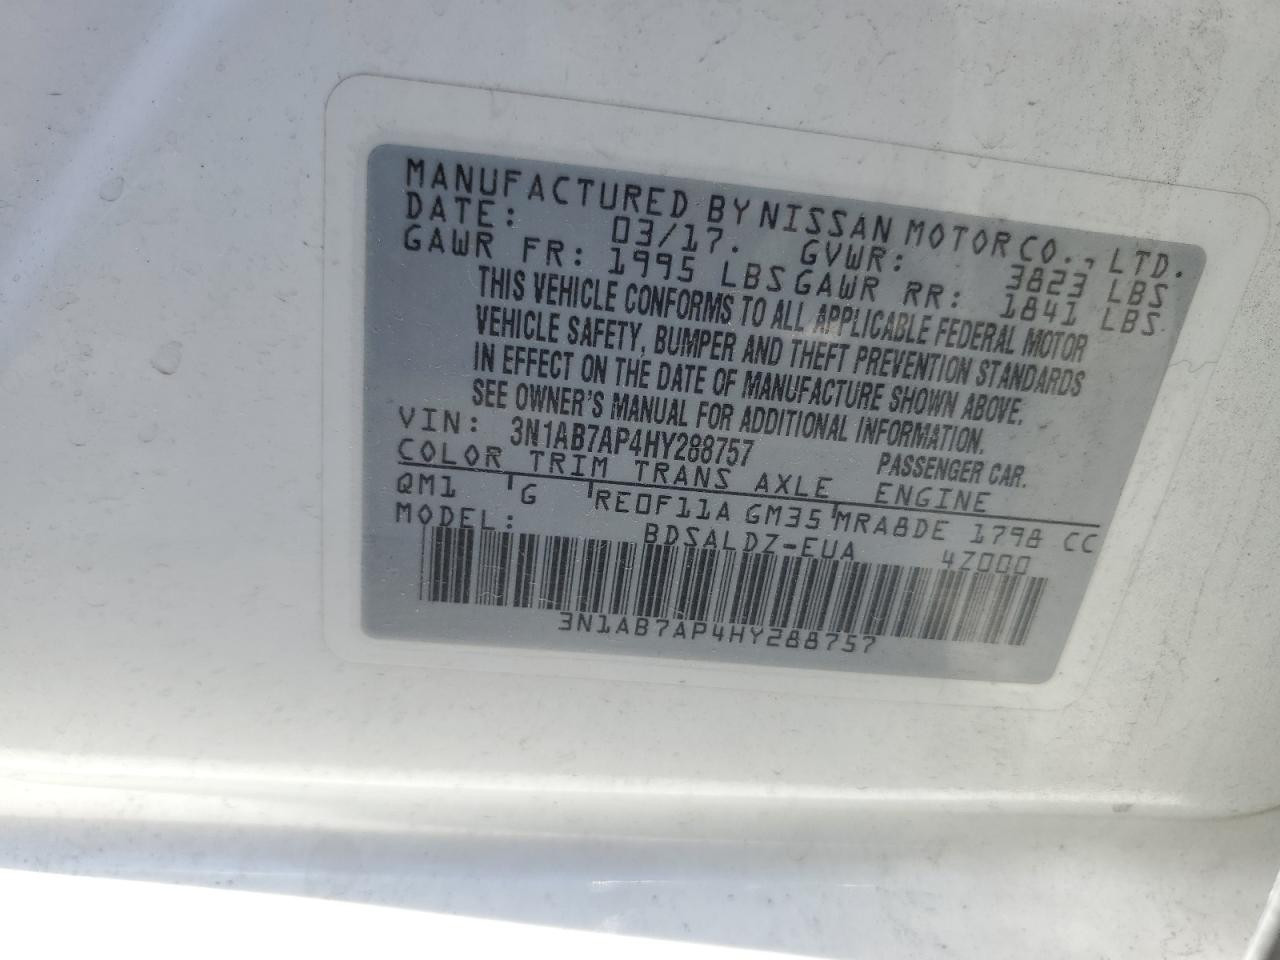 MANUFACTURED BY NISSAN MOTOR CO., LTD.
DATE: 03/17. GVWR: 3823 LBS
GAWR FR: 1995 LBS GAWR RR: 1841 LBS.
THIS VEHICLE CONFORMS TO ALL APPLICABLE FEDERAL MOTOR
VEHICLE SAFETY, BUMPER AND THEFT PREVENTION STANDARDS
IN EFFECT ON THE DATE OF MANUFACTURE SHOWN ABOVE.
SEE OWNER'S MANUAL FOR ADDITIONAL INFORMATION.
VIN: 3N1AB7AP4HY288757 PASSENGER CAR.
COLOR TRIM TRANS AXLE ENGINE
QM1 G RE0F11A GM35 MRA8DE 1798 CC
MODEL: BDSALDZ-EUA 4Z000
3N1AB7AP4HY288757